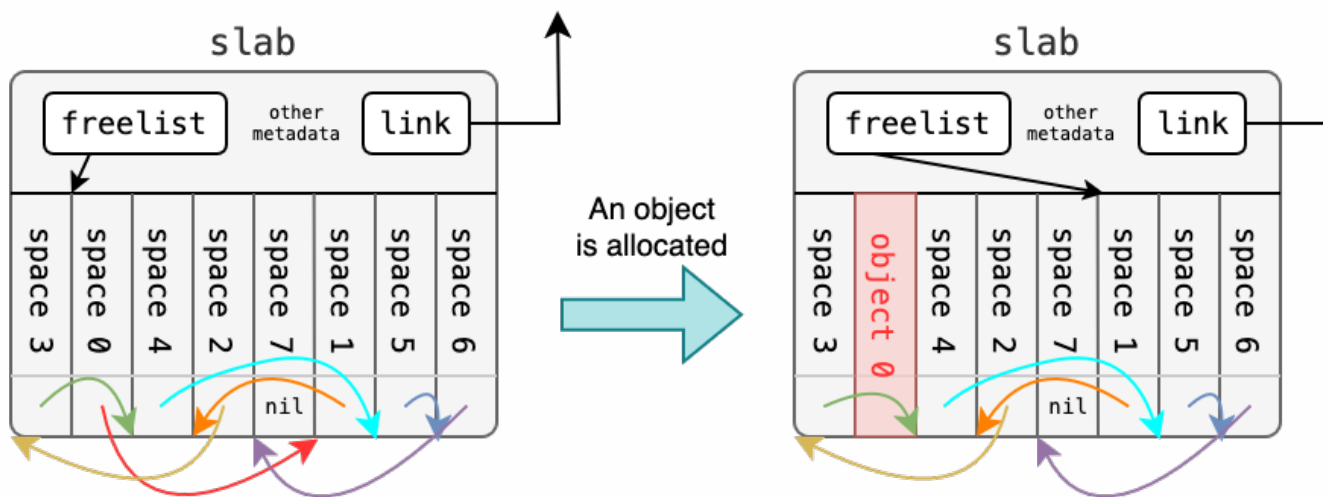 slab
freelist
other
metadata
link
space 3
space 0
space 4
space 2
space 7
space 1
space 5
space 6
nil
An object
is allocated
slab
freelist
other
metadata
link
space 3
object 0
space 4
space 2
space 7
space 1
space 5
space 6
nil